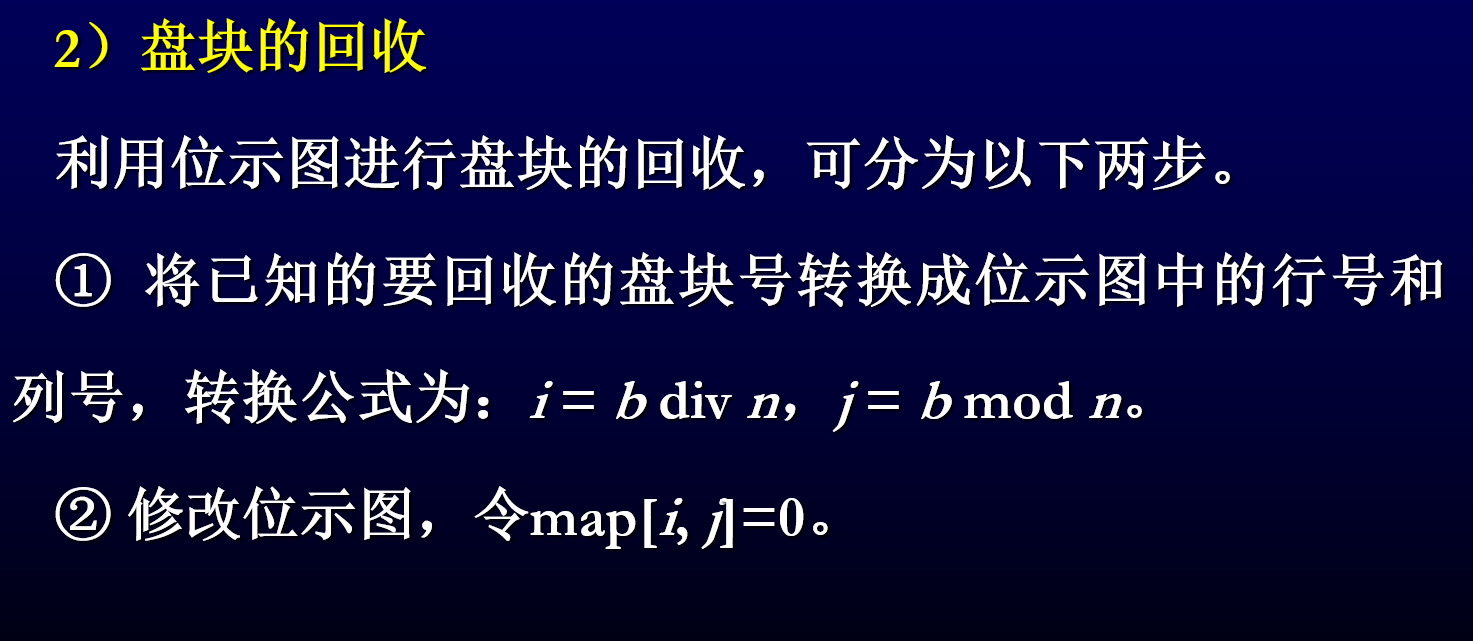 2）盘块的回收
利用位示图进行盘块的回收，可分为以下两步。
① 将已知的要回收的盘块号转换成位示图中的行号和
列号，转换公式为：i = b div n，j = b mod n。
② 修改位示图，令map[i, j]=0。